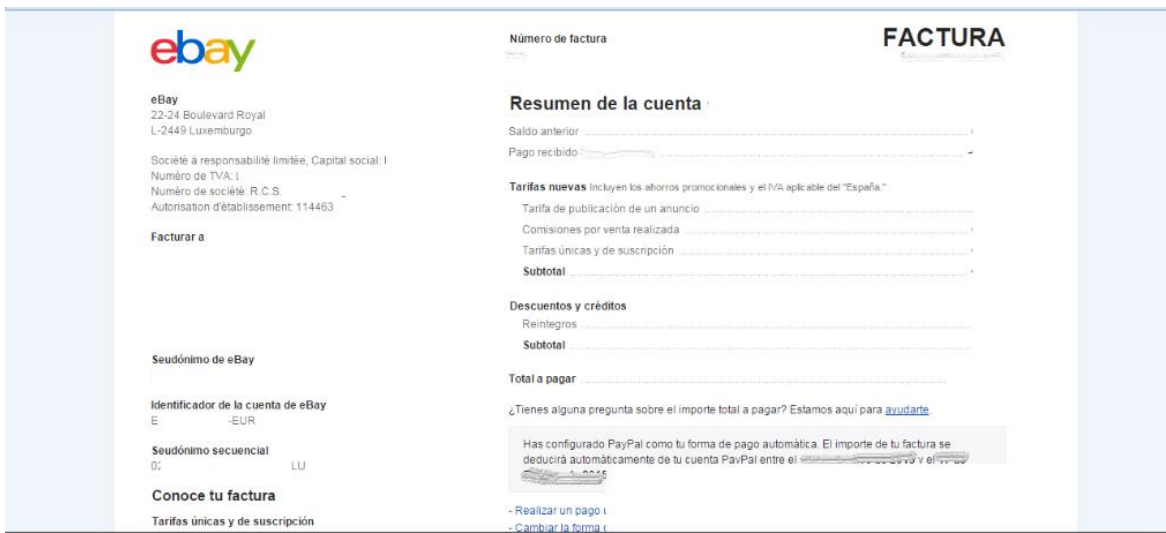 ebay
eBay
22-24 Boulevard Royal
L-2449 Luxemburgo
Société à responsabilité limitée, Capital social:
Numéro de TVA:
Numéro de société: R.C.S.
Autorisation d'établissement: 114463
Facturar a
Seudónimo de eBay
Identificador de la cuenta de eBay
E -EUR
Seudónimo secuencial
LU
Conoce tu factura
Tarifas únicas y de suscripción
Número de factura
FACTURA
Resumen de la cuenta
Saldo anterior
Pago recibido
Tarifas nuevas Incluyen los ahorros promocionales y el IVA aplicable del "España."
Tarifa de publicación de un anuncio
Comisiones por venta realizada
Tarifas únicas y de suscripción
Subtotal
Descuentos y créditos
Reintegros
Subtotal
Total a pagar
¿Tienes alguna pregunta sobre el importe total a pagar? Estamos aquí para ayudarte.
Has configurado PayPal como tu forma de pago automática. El importe de tu factura se
deducirá automáticamente de tu cuenta PayPal entre el y el
2015
- Realizar un pago
- Cambiar la forma